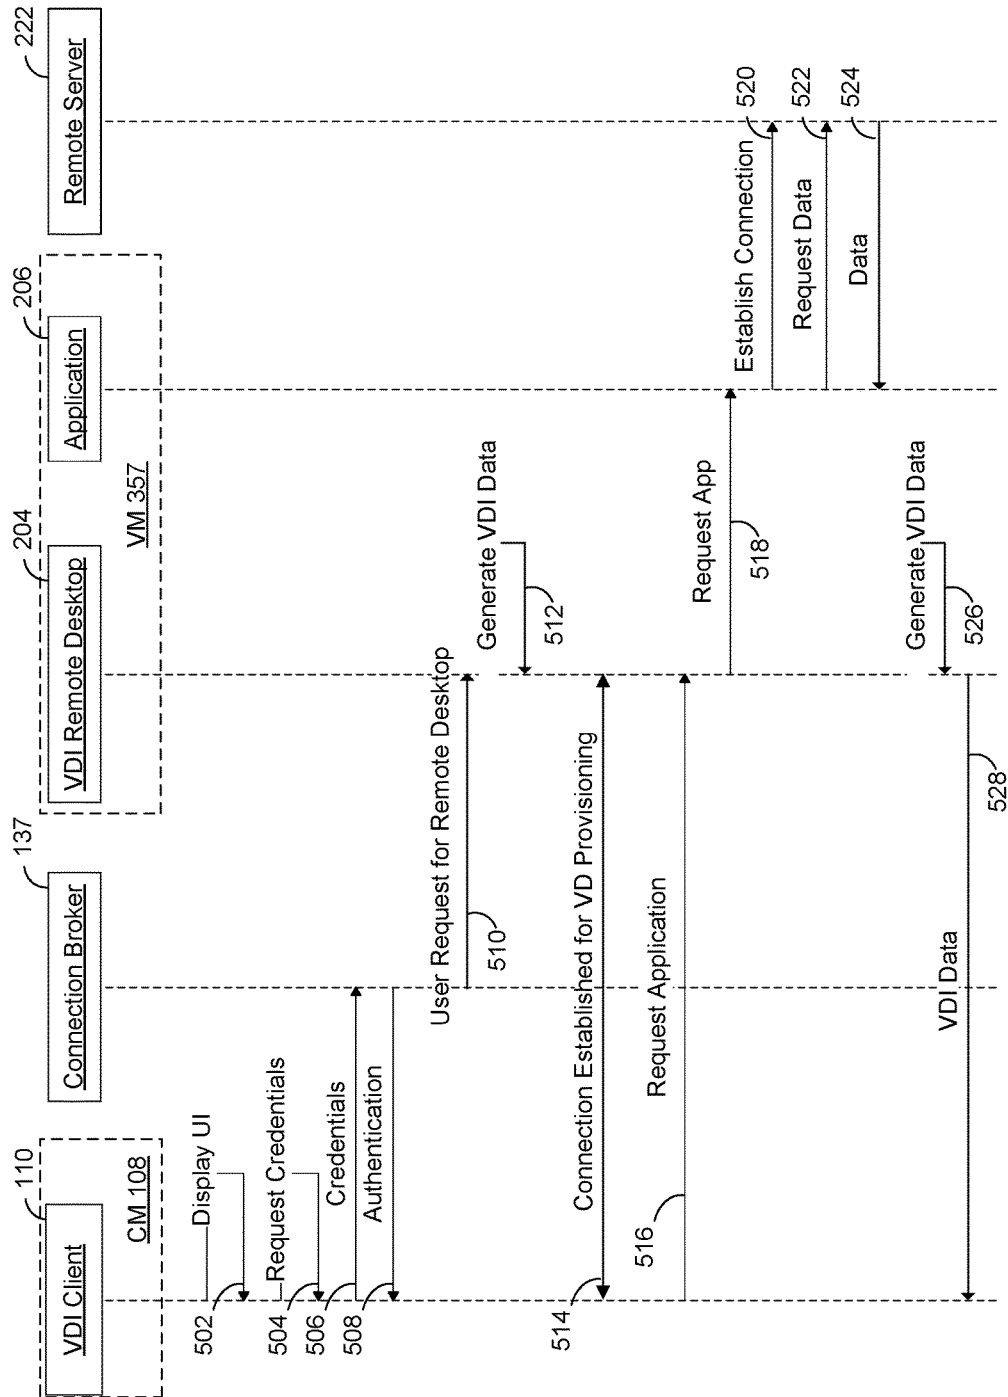 VDI Client
110
CM 108
Connection Broker
137
VDI Remote Desktop
204
Application
206
VM 357
Remote Server
222
Display UI
502
Request Credentials
504
Credentials
506
Authentication
508
User Request for Remote Desktop
510
Generate VDI Data
512
Connection Established for VD Provisioning
514
Request Application
516
Request App
518
Establish Connection
520
Request Data
522
Data
524
Generate VDI Data
526
VDI Data
528